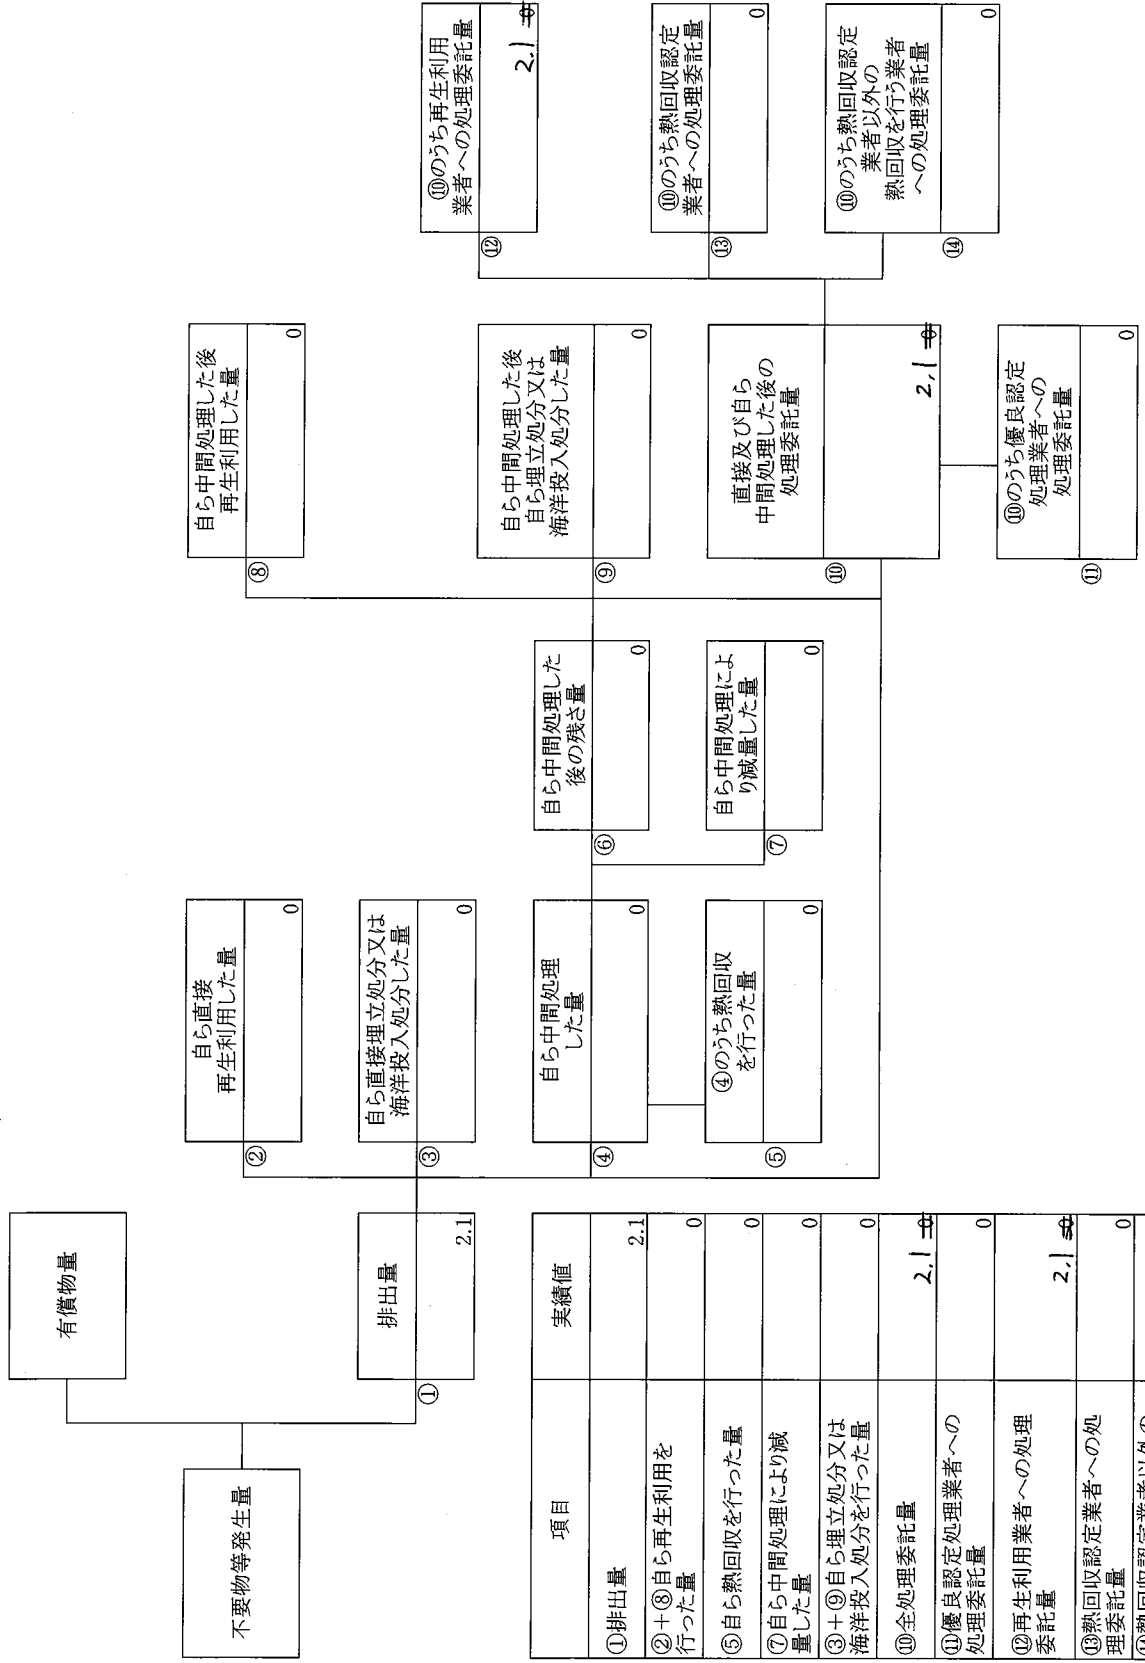 不要物等発生量
有償物量
排出量
①
2.1
自ら直接
再生利用した量
②
0
自ら直接埋立処分又は
海洋投入処分した量
③
0
自ら中間処理
した量
④
0
④のうち熱回収
を行った量
⑤
0
自ら中間処理した
後の残さ量
⑥
0
自ら中間処理によ
り減量した量
⑦
0
自ら中間処理した後
再生利用した量
⑧
0
自ら中間処理した後
自ら埋立処分又は
海洋投入処分した量
⑨
0
直接及び自ら
中間処理した後の
処理委託量
⑩
2.1 0
⑩のうち優良認定
処理業者への
処理委託量
⑪
0
⑩のうち再生利用
業者への処理委託量
⑫
2.1 0
⑩のうち熱回収認定
業者への処理委託量
⑬
0
⑩のうち熱回収認定
業者以外の
熱回収を行う業者
への処理委託量
⑭
0
項目 実績値
①排出量 2.1
②+⑧自ら再生利用を
行った量 0
⑤自ら熱回収を行った量 0
⑦自ら中間処理により減
量した量 0
③+⑨自ら埋立処分又は
海洋投入処分を行った量 0
⑩全処理委託量 2.1 0
⑪優良認定処理業者への
処理委託量 0
⑫再生利用業者への処理
委託量 2.1 0
⑬熱回収認定業者への処
理委託量 0
⑭熱回収認定業者以外の